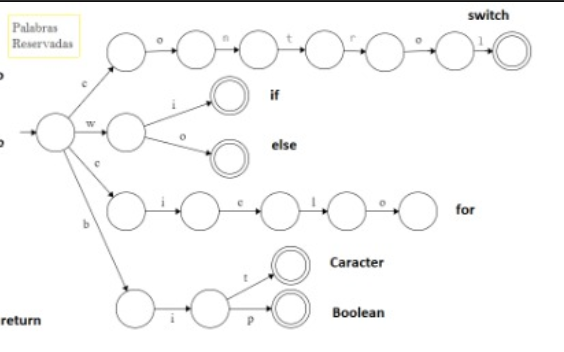 switch
Palabras
Reservadas
o n t r o l
c
i
if
w
o
else
c
i c l o
for
b
Caracter
t
i p
Boolean
return